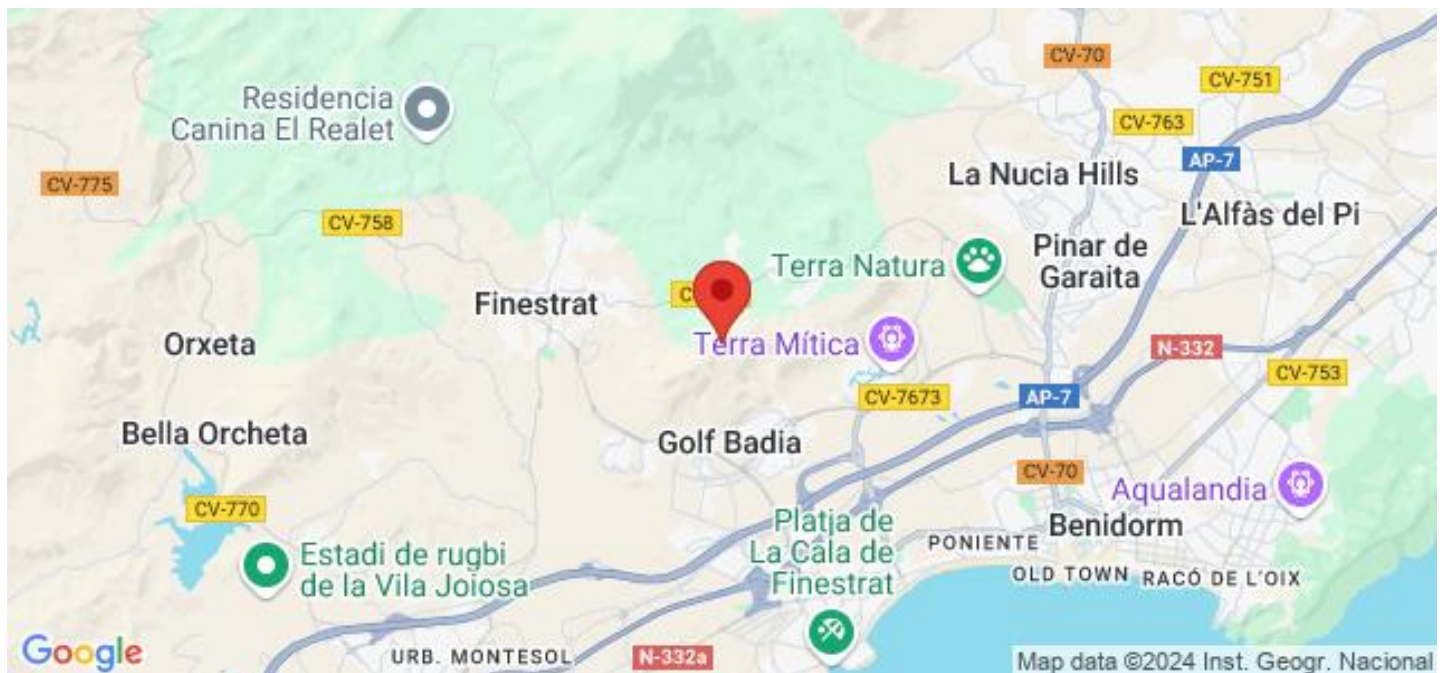 CV-70
CV-751
Residencia
Canina El Realet
CV-763
AP-7
La Nucia Hills
CV-775
CV-758
L'Alfàs del Pi
Pinar de
Garaita
Terra Natura
Finestrat
Orxeta
Terra Mítica
N-332
CV-753
CV-7673
AP-7
Bella Orcheta
Golf Badia
CV-70
Aqualandia
CV-770
Platja de
La Cala de
Finestrat
Benidorm
PONIENTE
Estadi de rugbi
de la Vila Joiosa
OLD TOWN
RACÓ DE L'OIX
Google
URB. MONTESOL
N-332a
Map data ©2024 Inst. Geogr. Nacional